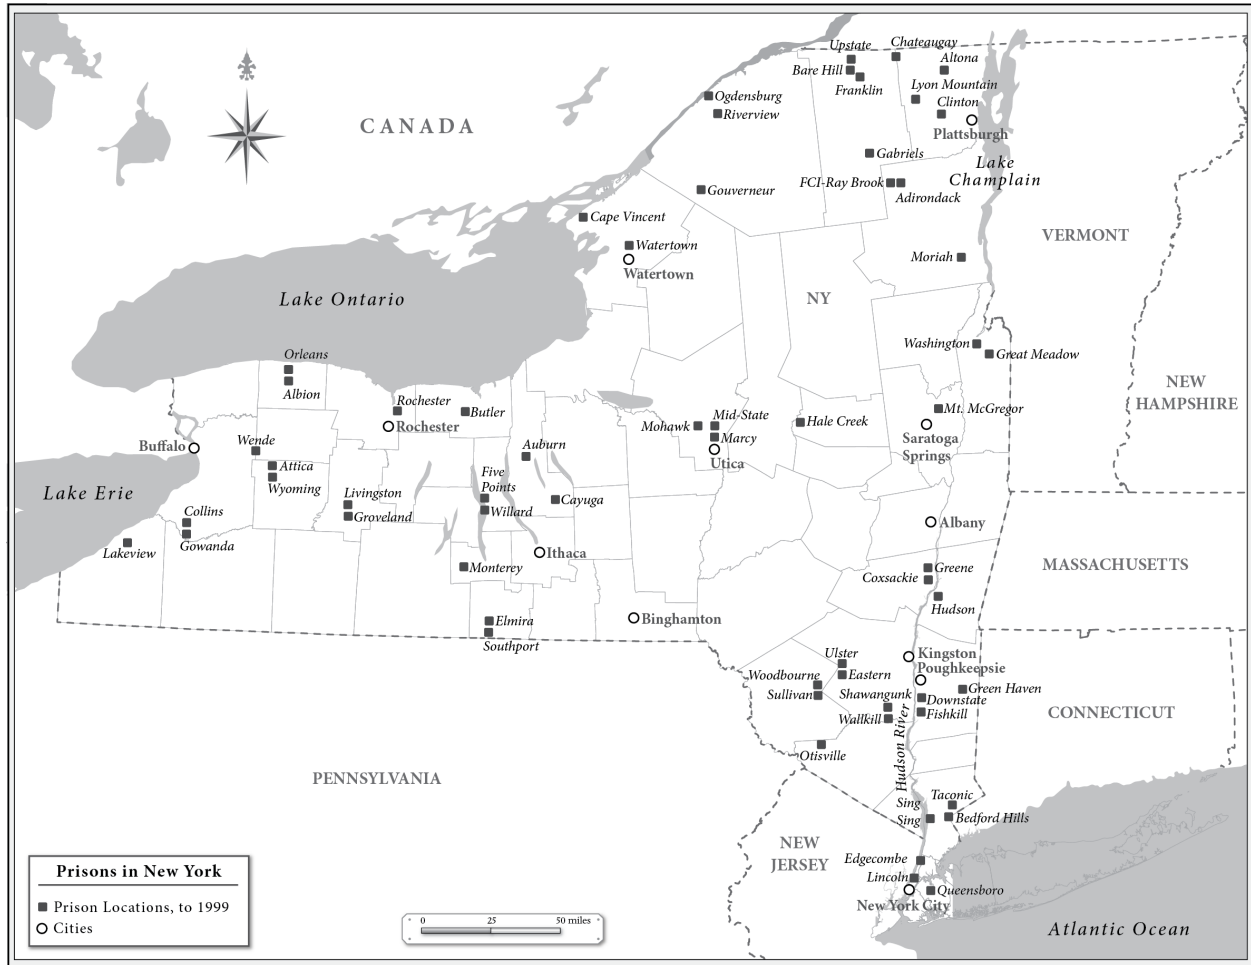 Upstate
Chateaugay
Bare Hill
Altona
Franklin
Lyon Mountain
Ogdensburg
Clinton
Riverview
CANADA
Plattsburgh
Gabriels
Lake
Champlain
FCI-Ray Brook
Gouverneur
Adirondack
Cape Vincent
VERMONT
Watertown
Watertown
Moriah
Lake Ontario
NY
Washington
Great Meadow
Orleans
Albion
NEW
HAMPSHIRE
Rochester
Butler
Mid-State
Mt. McGregor
Rochester
Mohawk
Hale Creek
Marcy
Saratoga
Springs
Buffalo
Wende
Auburn
Utica
Attica
Five
Points
Wyoming
Lake Erie
Livingston
Cayuga
Collins
Groveland
Willard
Albany
Gowanda
Lakeview
Ithaca
MASSACHUSETTS
Monterey
Greene
Coxsackie
Hudson
Elmira
Binghamton
Southport
Ulster
Kingston
Poughkeepsie
Woodbourne
Eastern
Green Haven
Sullivan
Shawangunk
Downstate
Wallkill
Fishkill
CONNECTICUT
Otisville
Hudson River
PENNSYLVANIA
Taconic
Sing
Sing
Bedford Hills
NEW
JERSEY
Edgecombe
Lincoln
Queensboro
New York City
Prisons in New York
Prison Locations, to 1999
Cities
0 25 50 miles
Atlantic Ocean